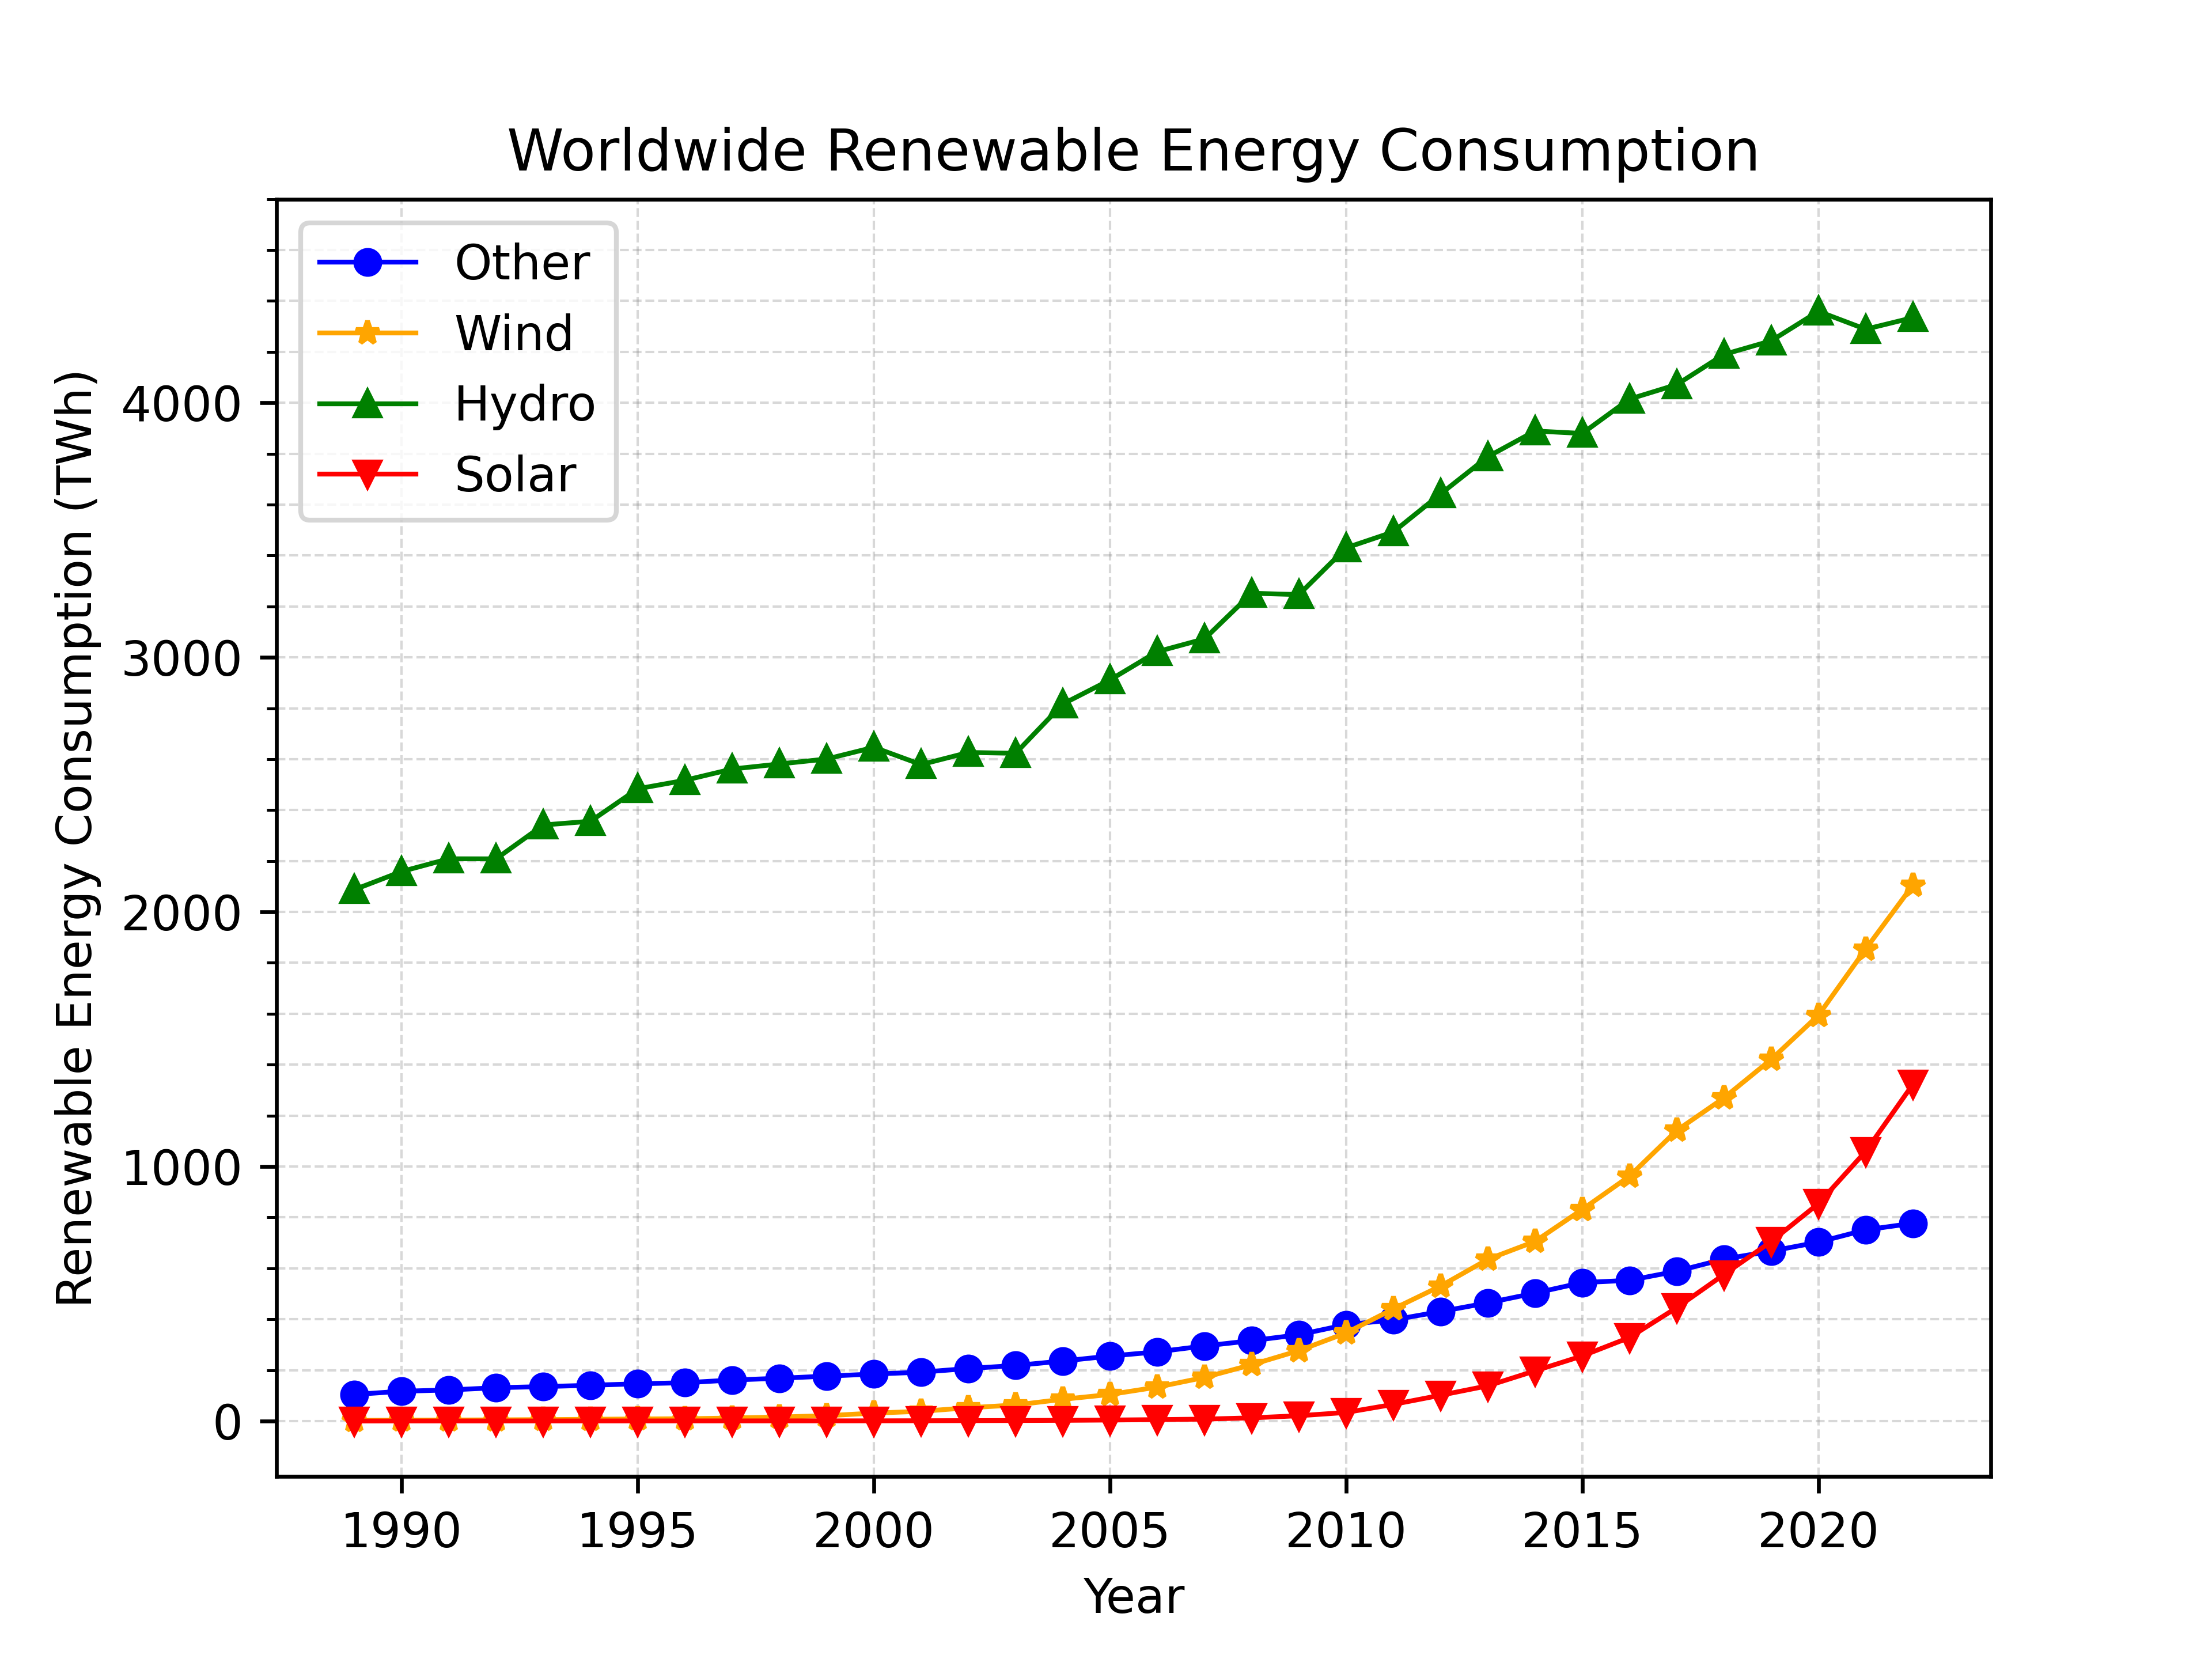 Worldwide Renewable Energy Consumption
Other
Wind
Hydro
Solar
Renewable Energy Consumption (TWh)
4000
3000
2000
1000
0
1990 1995 2000 2005 2010 2015 2020
Year